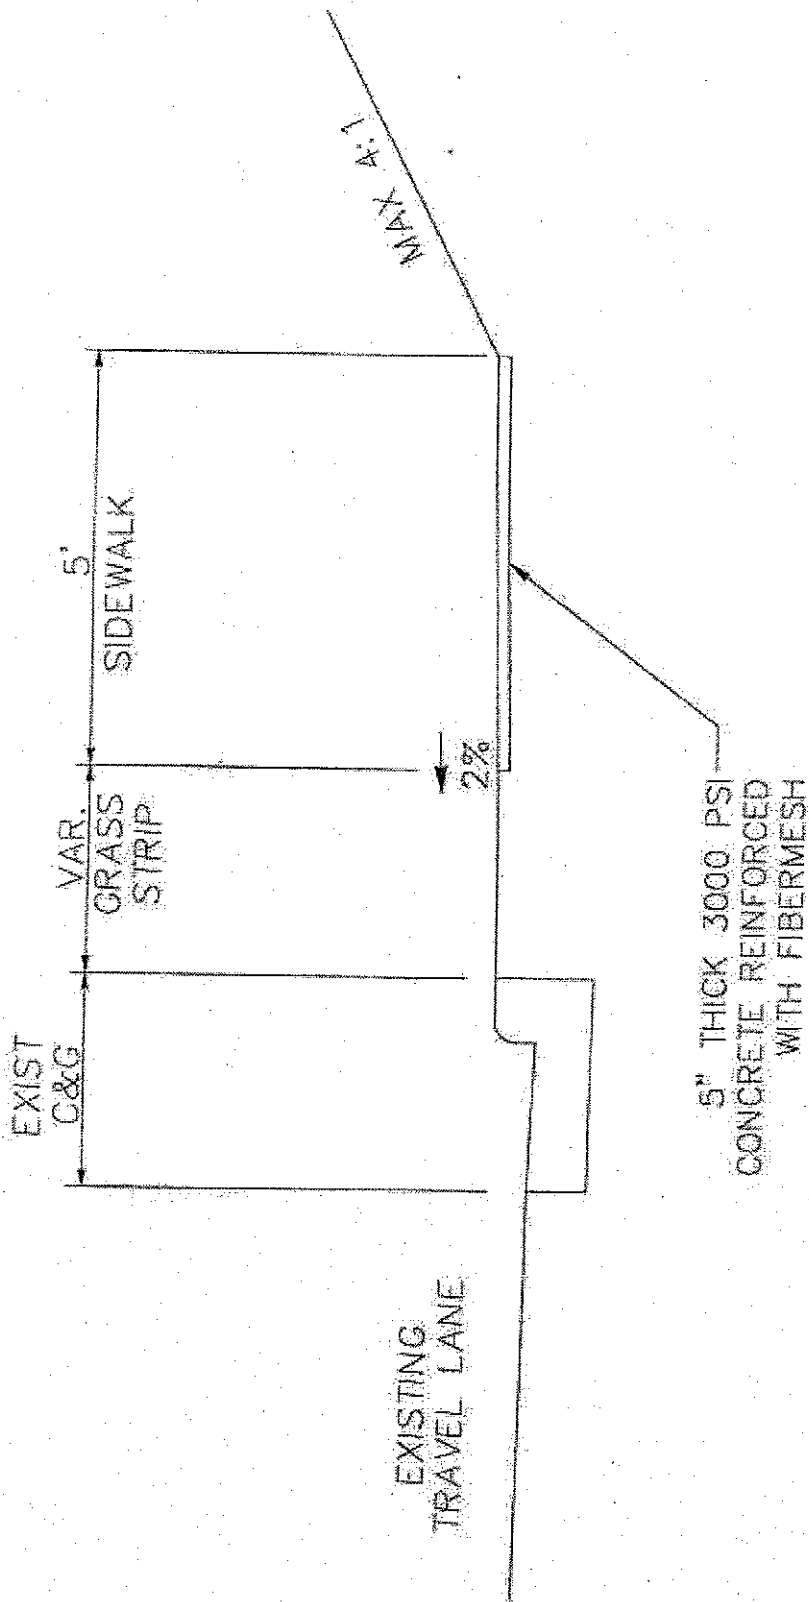 EXIST
C&G
VAR.
GRASS
STRIP
5'
SIDEWALK
MAX 4:1
2%
EXISTING
TRAVEL LANE
5" THICK 3000 PSI
CONCRETE REINFORCED
WITH FIBERMESH